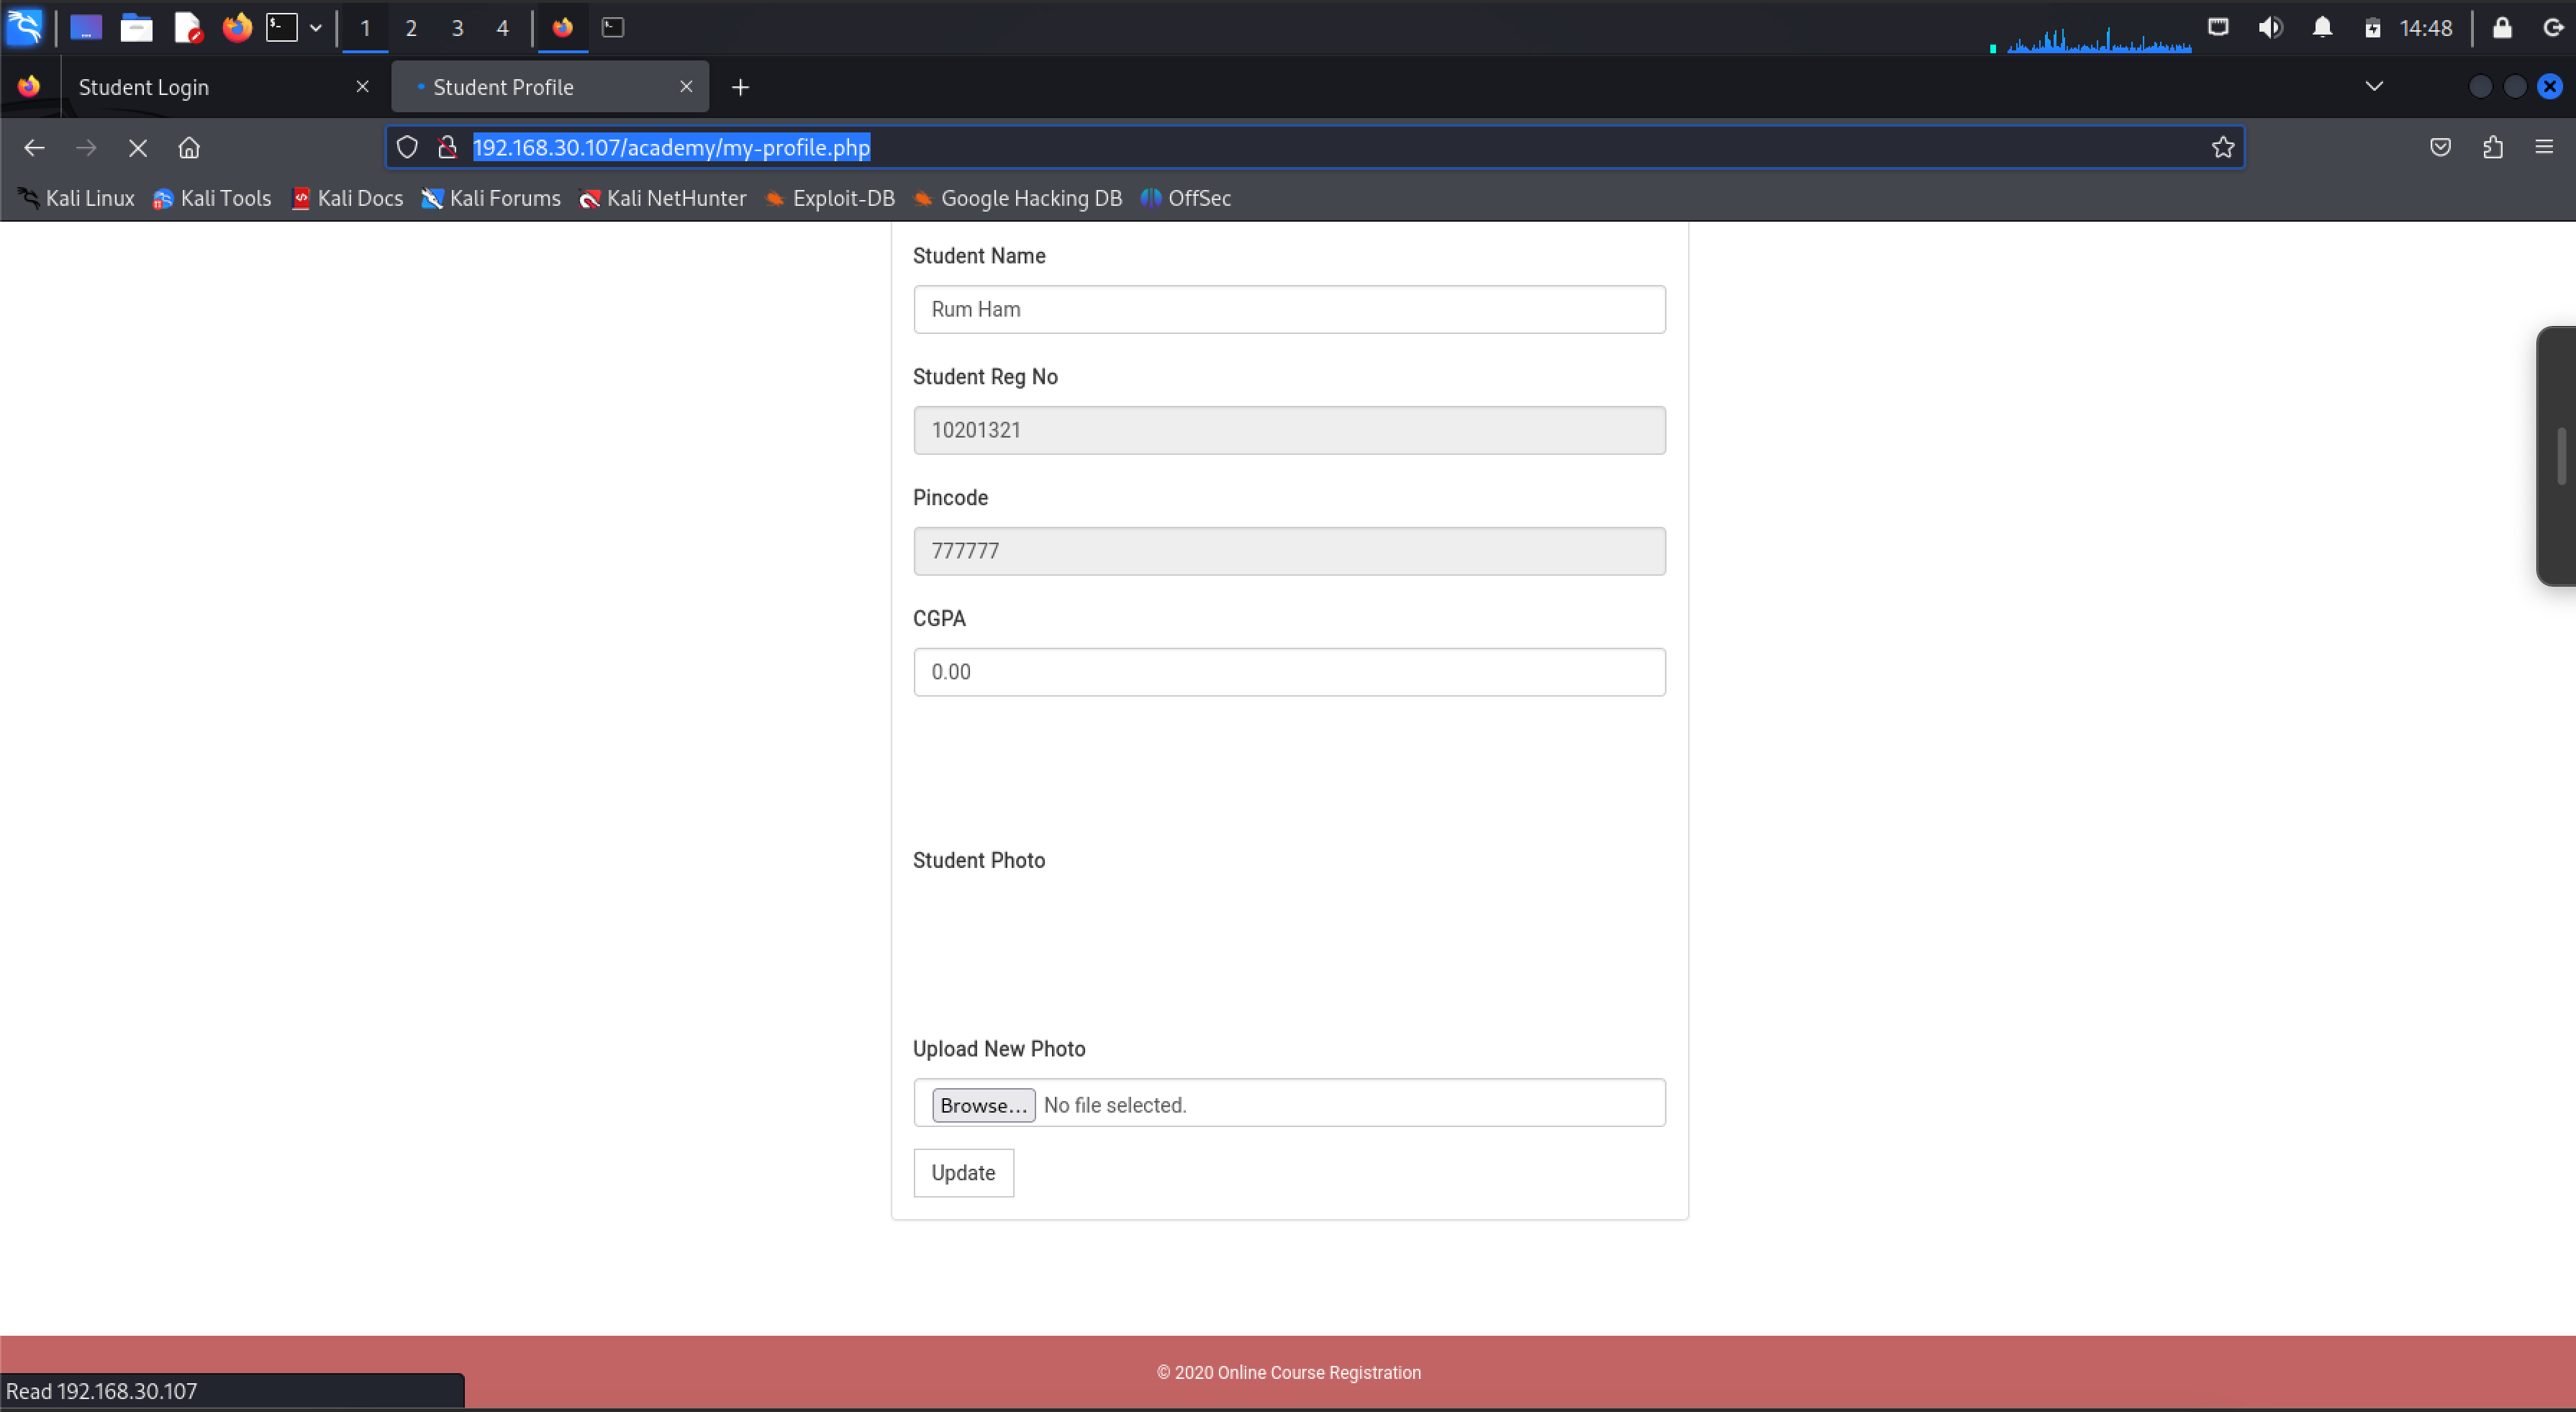 1 2 3 4 14:48
Student Login Student Profile
192.168.30.107/academy/my-profile.php
Kali Linux Kali Tools Kali Docs Kali Forums Kali NetHunter Exploit-DB Google Hacking DB OffSec
Student Name
Rum Ham
Student Reg No
10201321
Pincode
777777
CGPA
0.00
Student Photo
Upload New Photo
Browse... No file selected.
Update
© 2020 Online Course Registration
Read 192.168.30.107